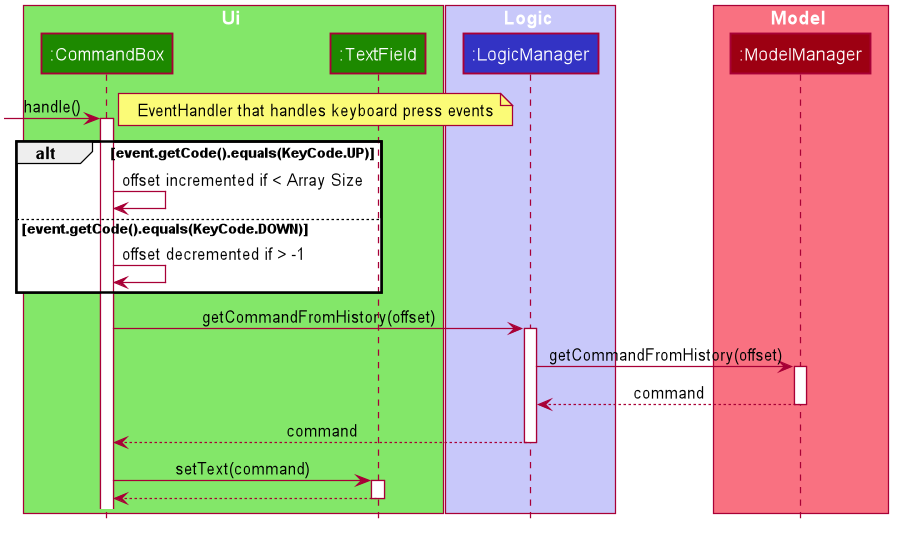 Ui
Logic
Model
:CommandBox
:TextField
:LogicManager
:ModelManager
handle()
EventHandler that handles keyboard press events
alt
[event.getCode().equals(KeyCode.UP)]
offset incremented if < Array Size
[event.getCode().equals(KeyCode.DOWN)]
offset decremented if > -1
getCommandFromHistory(offset)
getCommandFromHistory(offset)
command
command
setText(command)